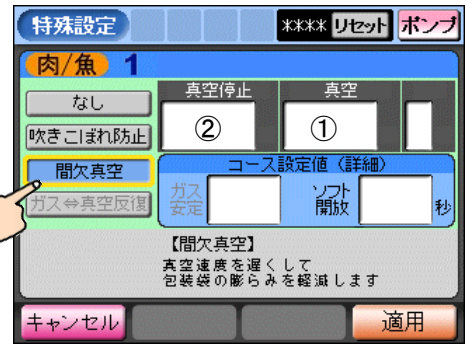 特殊設定
**** リセット
ポンプ
肉/魚 1
なし
吹きこぼれ防止
間欠真空
ガス⇔真空反復
真空停止
②
真空
①
コース設定値（詳細）
ガス
安定
ソフト
開放
秒
【間欠真空】
真空速度を遅くして
包装袋の膨らみを軽減します
キャンセル
適用